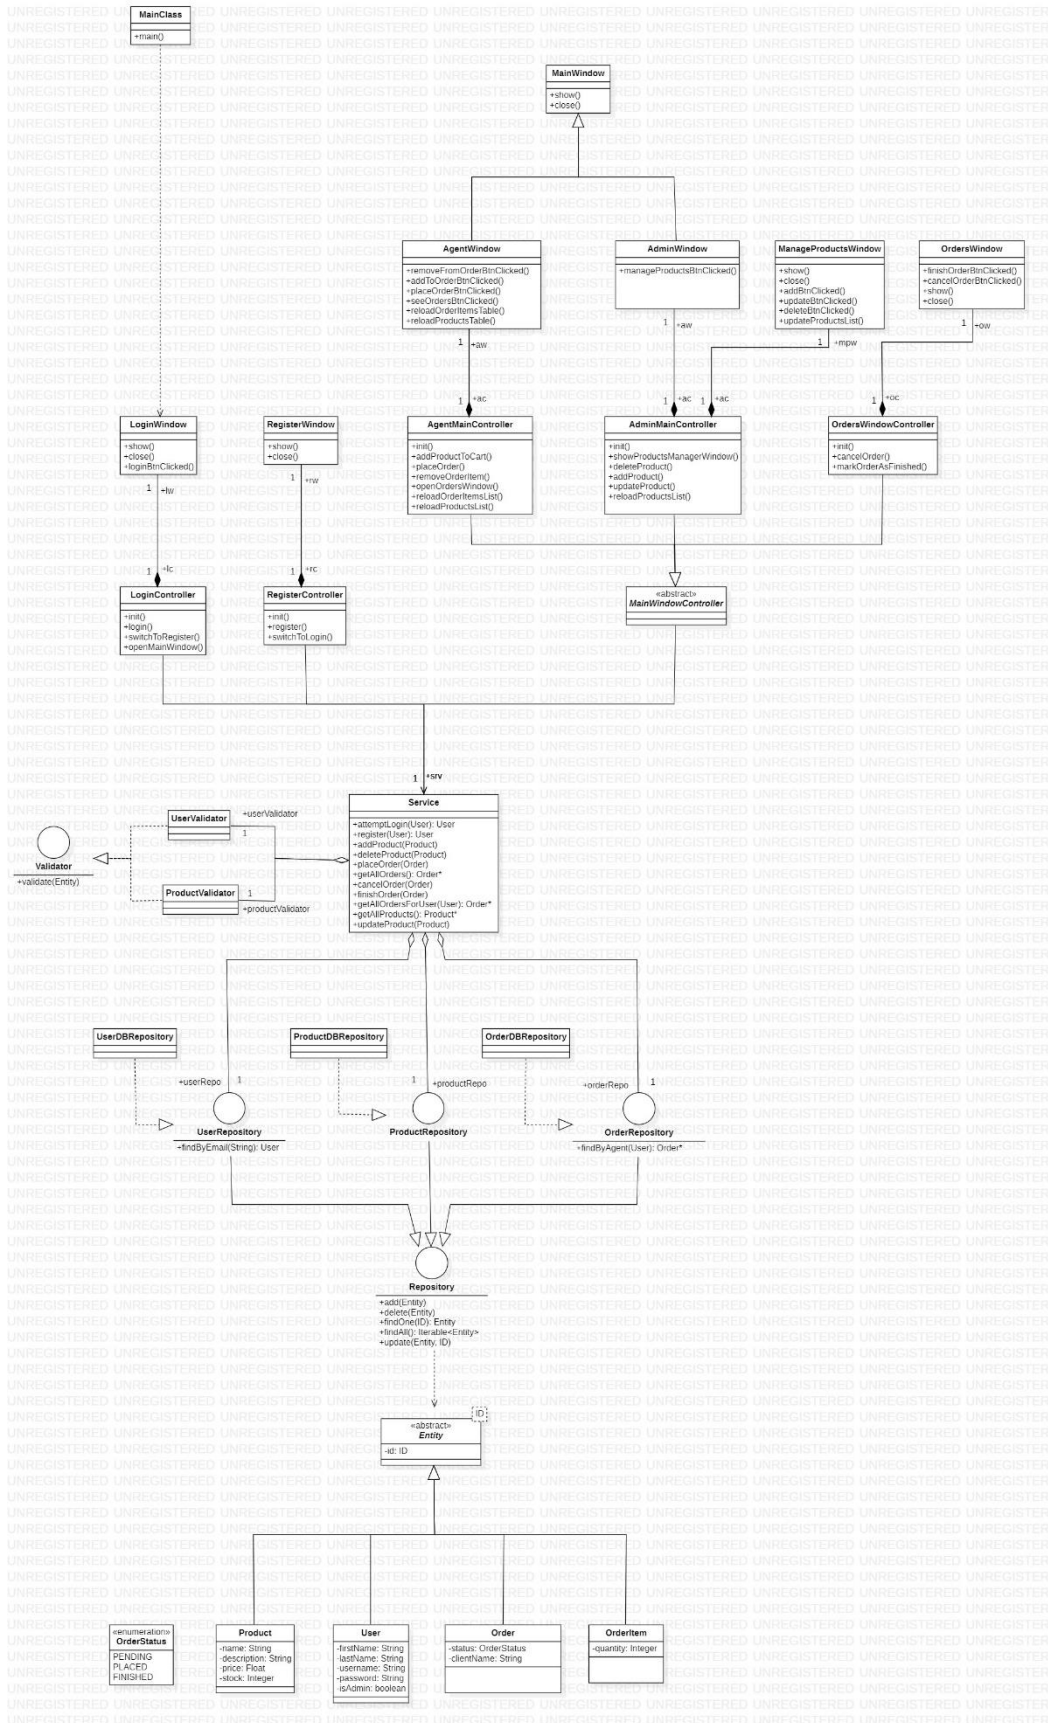 MainClass
+main()
MainWindow
+show()
+close()
AgentWindow
+removeFromOrderBtnClicked()
+addToOrderBtnClicked()
+placeOrderBtnClicked()
+seeOrdersBtnClicked()
+reloadOrderItemsTable()
+reloadProductsTable()
AdminWindow
+manageProductsBtnClicked()
ManageProductsWindow
+show()
+close()
+addBtnClicked()
+updateBtnClicked()
+deleteBtnClicked()
+updateProductsList()
OrdersWindow
+finishOrderBtnClicked()
+cancelOrderBtnClicked()
+show()
+close()
1 +aw
1 +aw
1 +mpw
1 +ow
1 +ac
1 +ac
1 +ac
1 +oc
LoginWindow
+show()
+close()
+loginBtnClicked()
RegisterWindow
+show()
+close()
AgentMainController
+init()
+addProductToCart()
+placeOrder()
+removeOrderItem()
+openOrdersWindow()
+reloadOrderItemsList()
+reloadProductsList()
AdminMainController
+init()
+showProductsManagerWindow()
+deleteProduct()
+addProduct()
+updateProduct()
+reloadProductsList()
OrdersWindowController
+init()
+cancelOrder()
+markOrderAsFinished()
1 +lw
1 +rw
1 +lc
1 +rc
LoginController
+init()
+login()
+switchToRegister()
+openMainWindow()
RegisterController
+init()
+register()
+switchToLogin()
«abstract»
MainWindowController
1 +srv
Service
+attemptLogin(User): User
+register(User): User
+addProduct(Product)
+deleteProduct(Product)
+placeOrder(Order)
+getAllOrders(): Order*
+cancelOrder(Order)
+finishOrder(Order)
+getAllOrdersForUser(User): Order*
+getAllProducts(): Product*
+updateProduct(Product)
UserValidator
+userValidator
1
Validator
+validate(Entity)
ProductValidator
1
+productValidator
UserDBRepository
ProductDBRepository
OrderDBRepository
+userRepo 1
1 +productRepo
+orderRepo 1
UserRepository
+findByEmail(String): User
ProductRepository
OrderRepository
+findByAgent(User): Order*
Repository
+add(Entity)
+delete(Entity)
+findOne(ID): Entity
+findAll(): Iterable<Entity>
+update(Entity, ID)
ID
«abstract»
Entity
-id: ID
«enumeration»
OrderStatus
PENDING
PLACED
FINISHED
Product
-name: String
-description: String
-price: Float
-stock: Integer
User
-firstName: String
-lastName: String
-username: String
-password: String
-isAdmin: boolean
Order
-status: OrderStatus
-clientName: String
OrderItem
-quantity: Integer